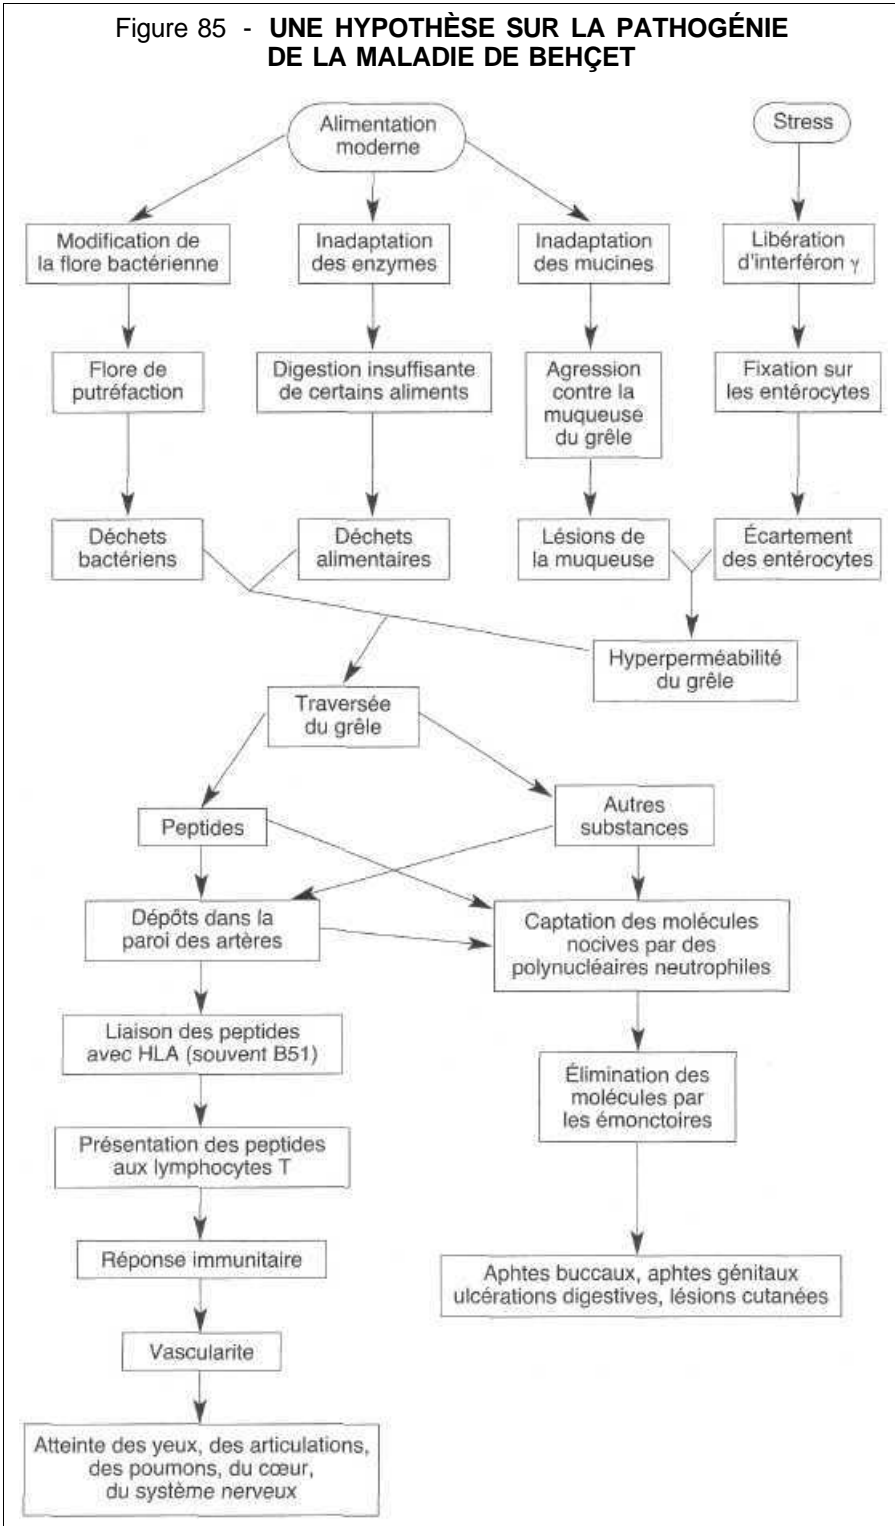 Figure 85 - UNE HYPOTHÈSE SUR LA PATHOGÉNIE
DE LA MALADIE DE BEHÇET
Alimentation
moderne
Stress
Modification de
la flore bactérienne
Inadaptation
des enzymes
Inadaptation
des mucines
Libération
d'interféron γ
Flore de
putréfaction
Digestion insuffisante
de certains aliments
Agression
contre la
muqueuse
du grêle
Fixation sur
les entérocytes
Déchets
bactériens
Déchets
alimentaires
Lésions de
la muqueuse
Écartement
des entérocytes
Hyperperméabilité
du grêle
Traversée
du grêle
Peptides
Autres
substances
Dépôts dans la
paroi des artères
Captation des molécules
nocives par des
polynucléaires neutrophiles
Liaison des peptides
avec HLA (souvent B51)
Élimination des
molécules par
les émonctoires
Présentation des peptides
aux lymphocytes T
Réponse immunitaire
Aphtes buccaux, aphtes génitaux
ulcérations digestives, lésions cutanées
Vascularite
Atteinte des yeux, des articulations,
des poumons, du cœur,
du système nerveux